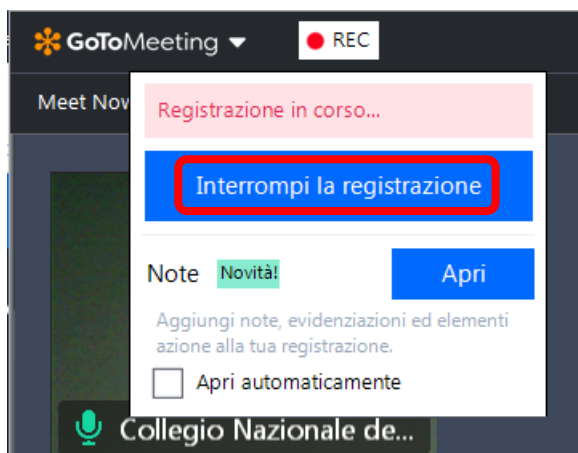 GoToMeeting
REC
Meet Now
Registrazione in corso...
Interrompi la registrazione
Note Novità!
Apri
Aggiungi note, evidenziazioni ed elementi
azione alla tua registrazione.
Apri automaticamente
Collegio Nazionale de...